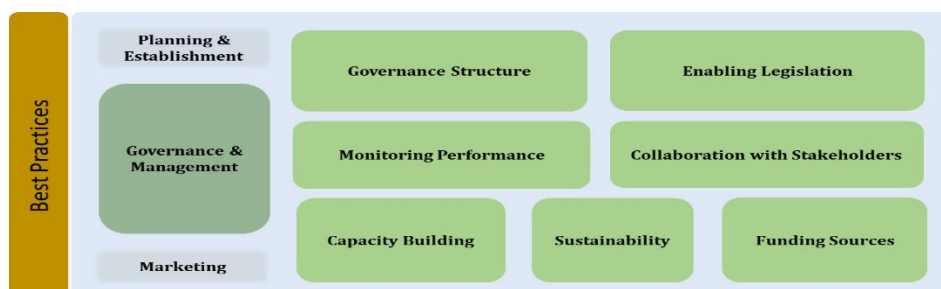 Best Practices
Planning &
Establishment
Governance &
Management
Marketing
Governance Structure
Enabling Legislation
Monitoring Performance
Collaboration with Stakeholders
Capacity Building
Sustainability
Funding Sources